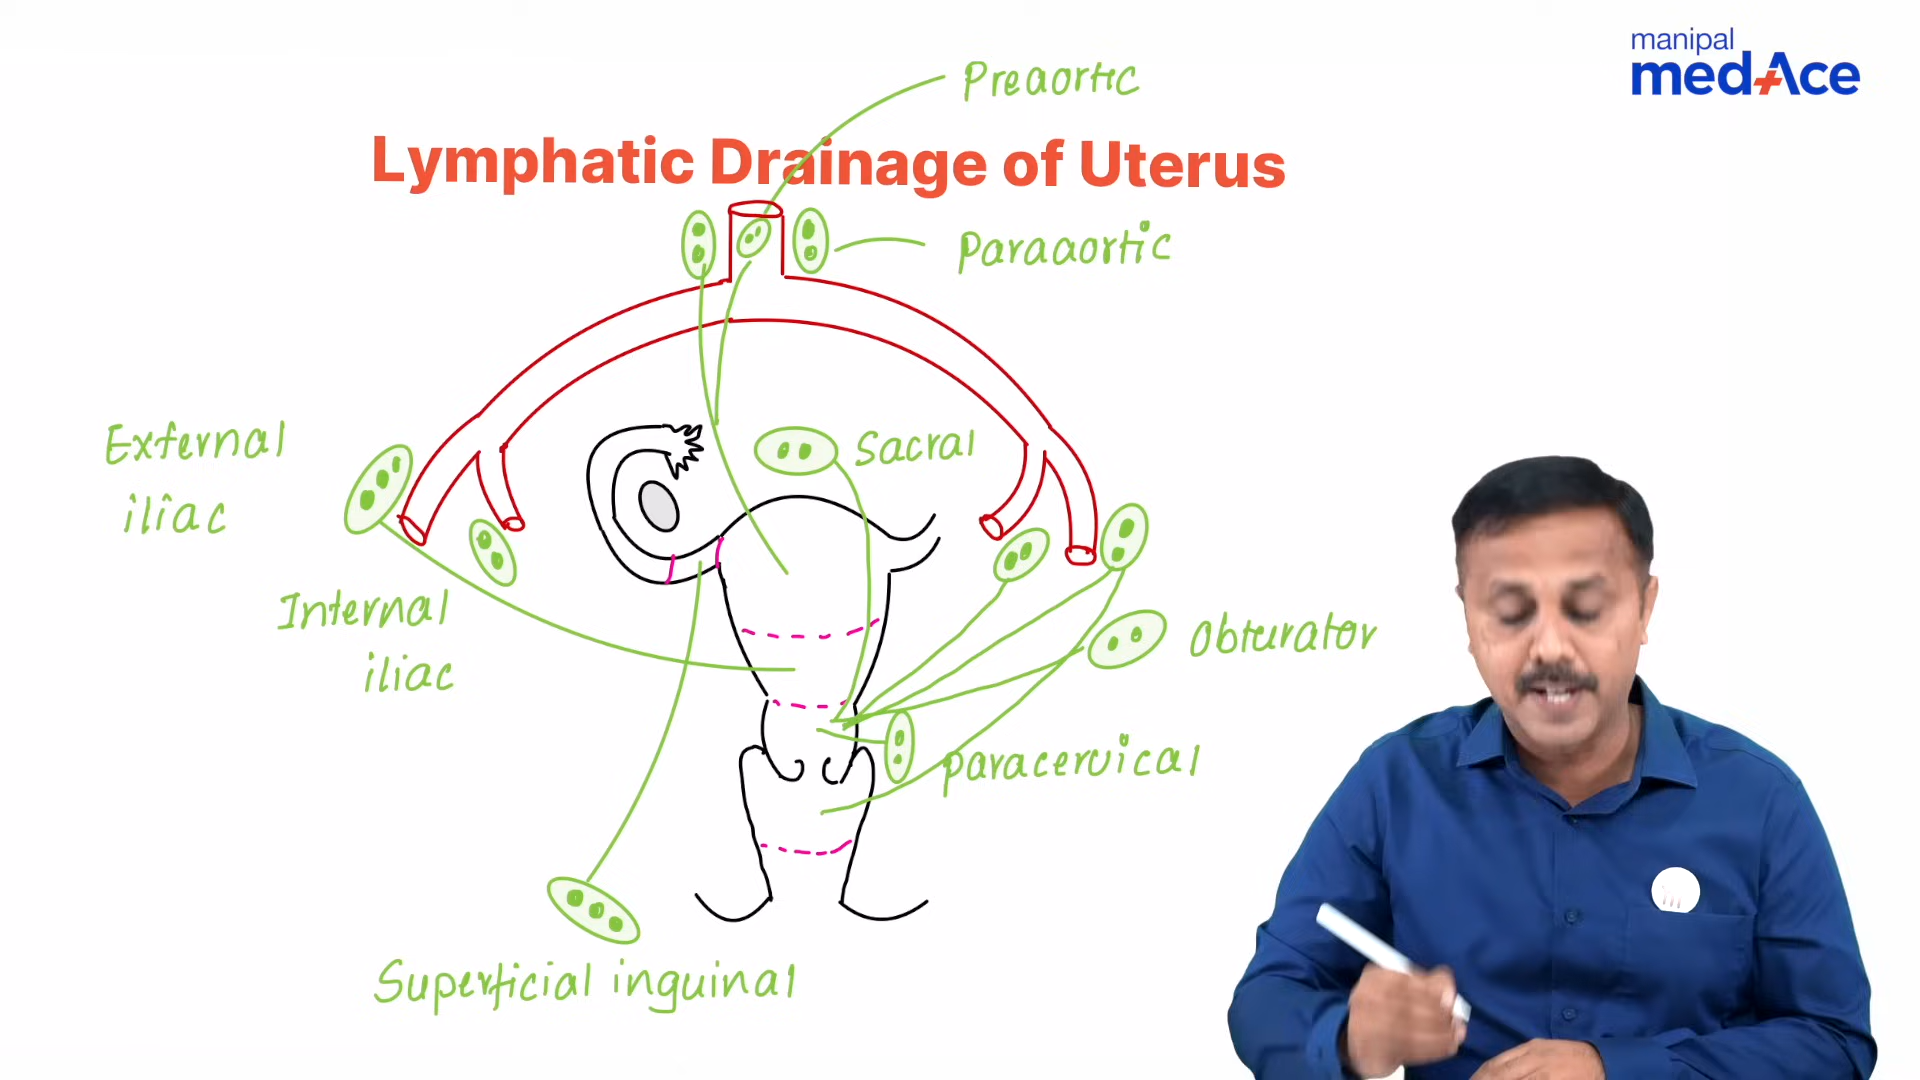 manipal
medAce
Preaortic
Lymphatic Drainage of Uterus
Paraaortic
External
iliac
Sacral
Internal
iliac
Obturator
paracervical
Superficial inguinal